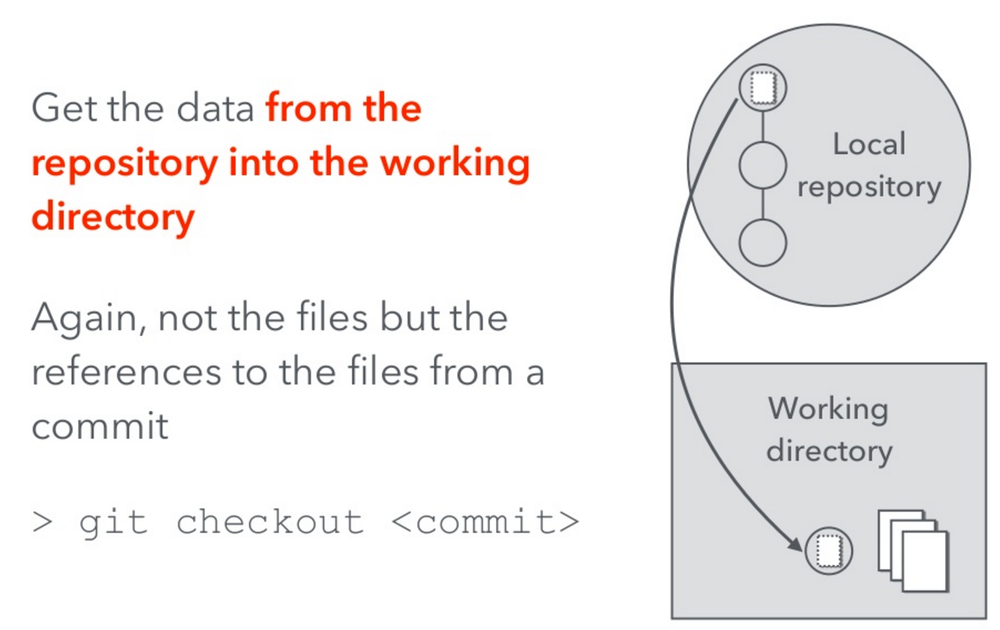 Get the data from the
repository into the working
directory
Again, not the files but the
references to the files from a
commit
> git checkout <commit>
Local
repository
Working
directory